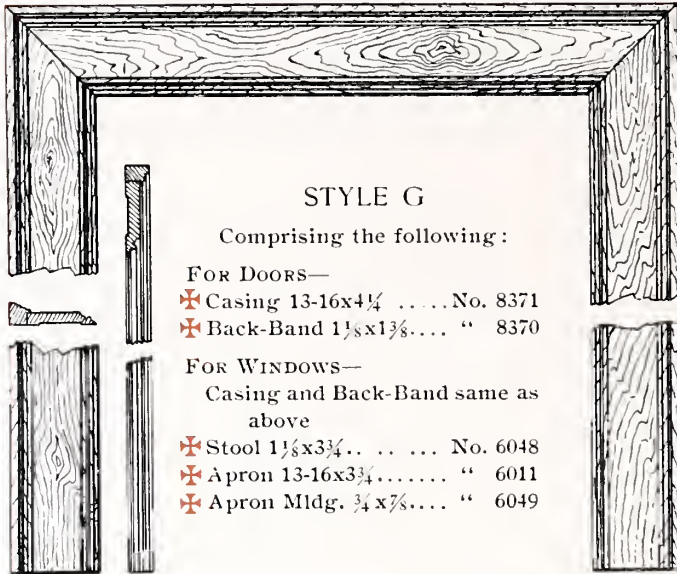 STYLE G
Comprising the following:
FOR DOORS—
✠ Casing 13-16x4¼ ..... No. 8371
✠ Back-Band 1⅛x1⅜.... “ 8370
FOR WINDOWS—
Casing and Back-Band same as
above
✠ Stool 1⅛x3¾.. .. ... No. 6048
✠ Apron 13-16x3¾....... “ 6011
✠ Apron Mldg. ¾x⅞.... “ 6049